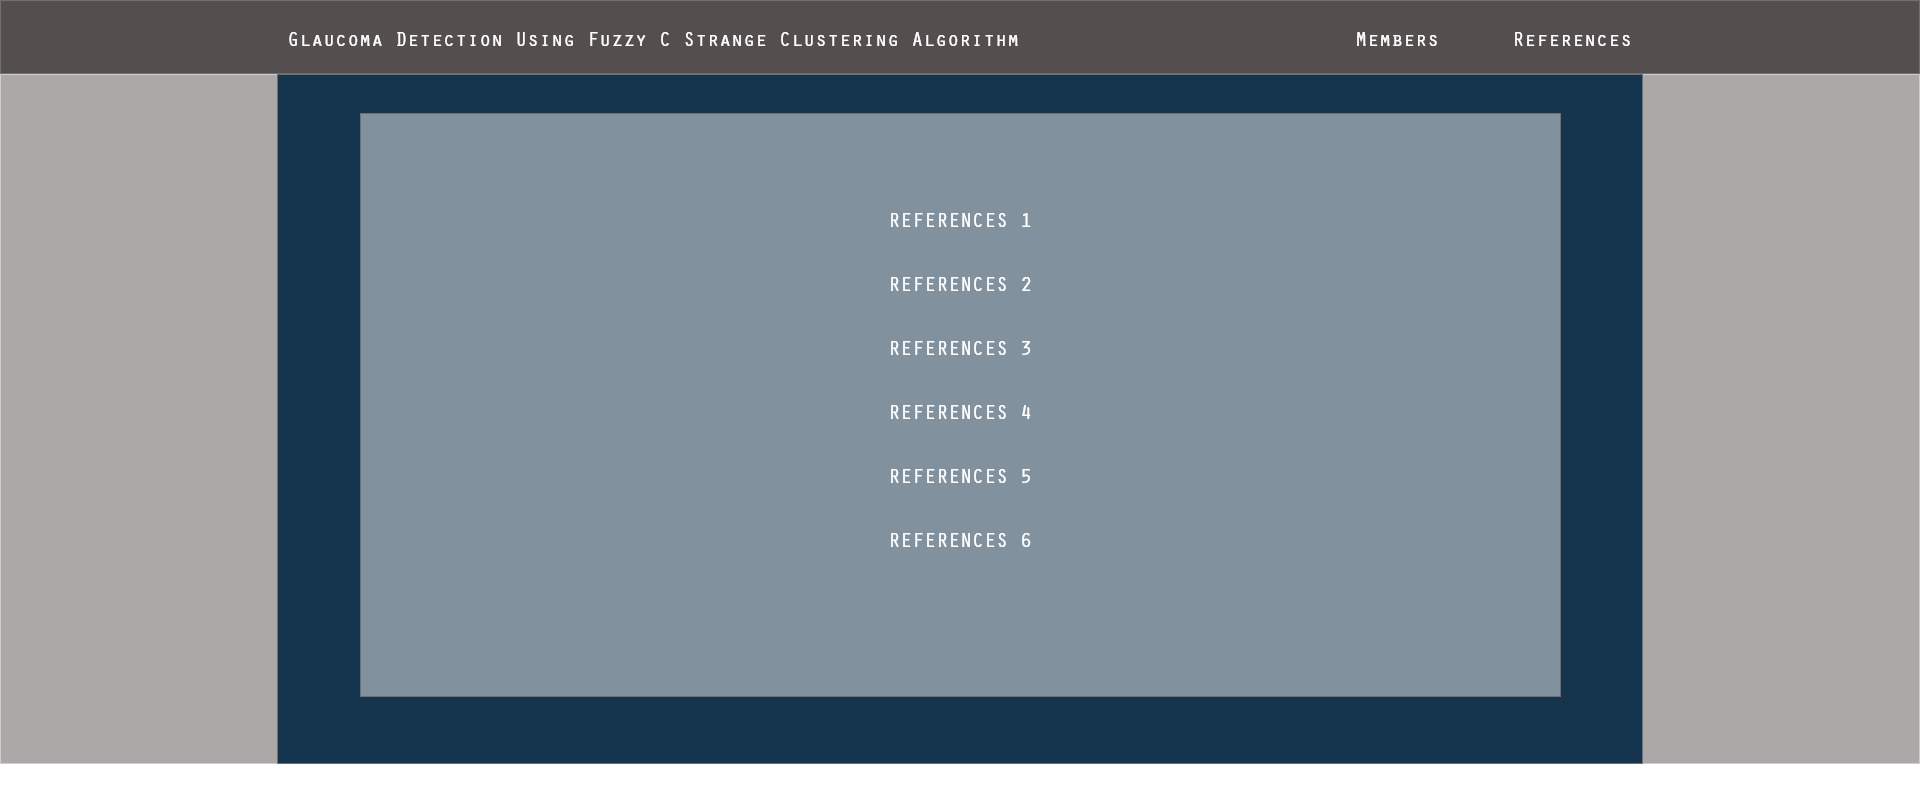 Glaucoma Detection Using Fuzzy C Strange Clustering Algorithm
Members
References
REFERENCES 1
REFERENCES 2
REFERENCES 3
REFERENCES 4
REFERENCES 5
REFERENCES 6